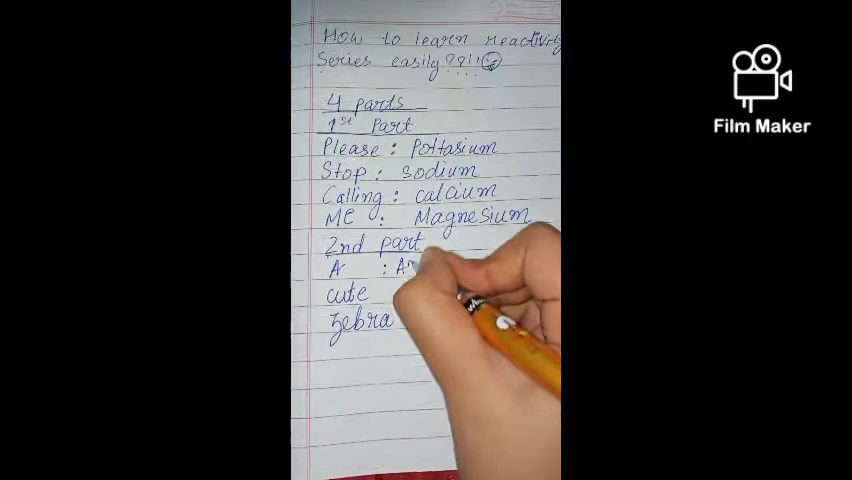 How to learn reactivity
Series easily??!!
4 parts
1st Part
Please : Pottasium
Stop : sodium
Calling : calcium
ME : Magnesium
2nd part
A : A
cute
zebra
Film Maker